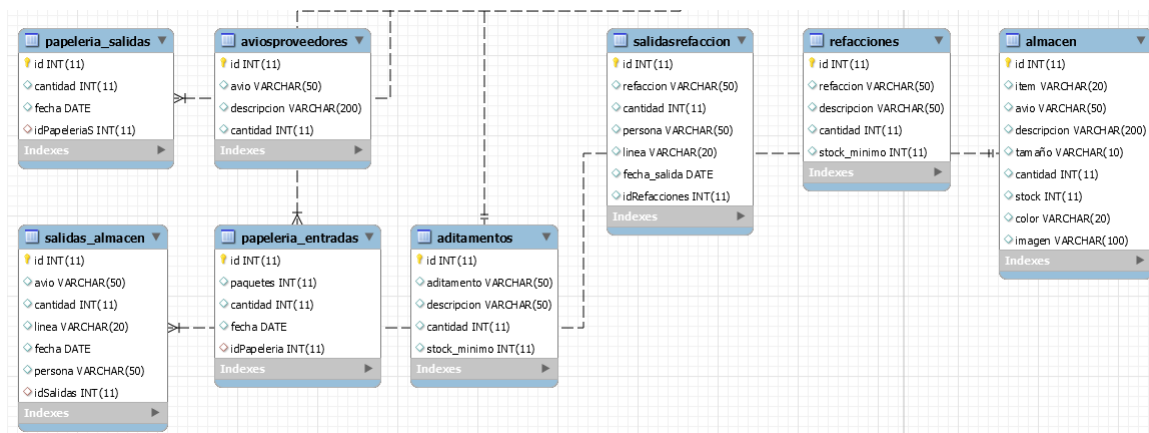 papeleria_salidas
id INT(11)
cantidad INT(11)
fecha DATE
idPapeleriaS INT(11)
Indexes
aviosproveedores
id INT(11)
avio VARCHAR(50)
descripcion VARCHAR(200)
cantidad INT(11)
Indexes
salidasrefaccion
id INT(11)
refaccion VARCHAR(50)
cantidad INT(11)
persona VARCHAR(50)
linea VARCHAR(20)
fecha_salida DATE
idRefacciones INT(11)
Indexes
refacciones
id INT(11)
refaccion VARCHAR(50)
descripcion VARCHAR(50)
cantidad INT(11)
stock_minimo INT(11)
Indexes
almacen
id INT(11)
item VARCHAR(20)
avio VARCHAR(50)
descripcion VARCHAR(200)
tamaño VARCHAR(10)
cantidad INT(11)
stock INT(11)
color VARCHAR(20)
imagen VARCHAR(100)
Indexes
salidas_almacen
id INT(11)
avio VARCHAR(50)
cantidad INT(11)
linea VARCHAR(20)
fecha DATE
persona VARCHAR(50)
idSalidas INT(11)
Indexes
papeleria_entradas
id INT(11)
paquetes INT(11)
cantidad INT(11)
fecha DATE
idPapeleria INT(11)
Indexes
aditamentos
id INT(11)
aditamento VARCHAR(50)
descripcion VARCHAR(50)
cantidad INT(11)
stock_minimo INT(11)
Indexes